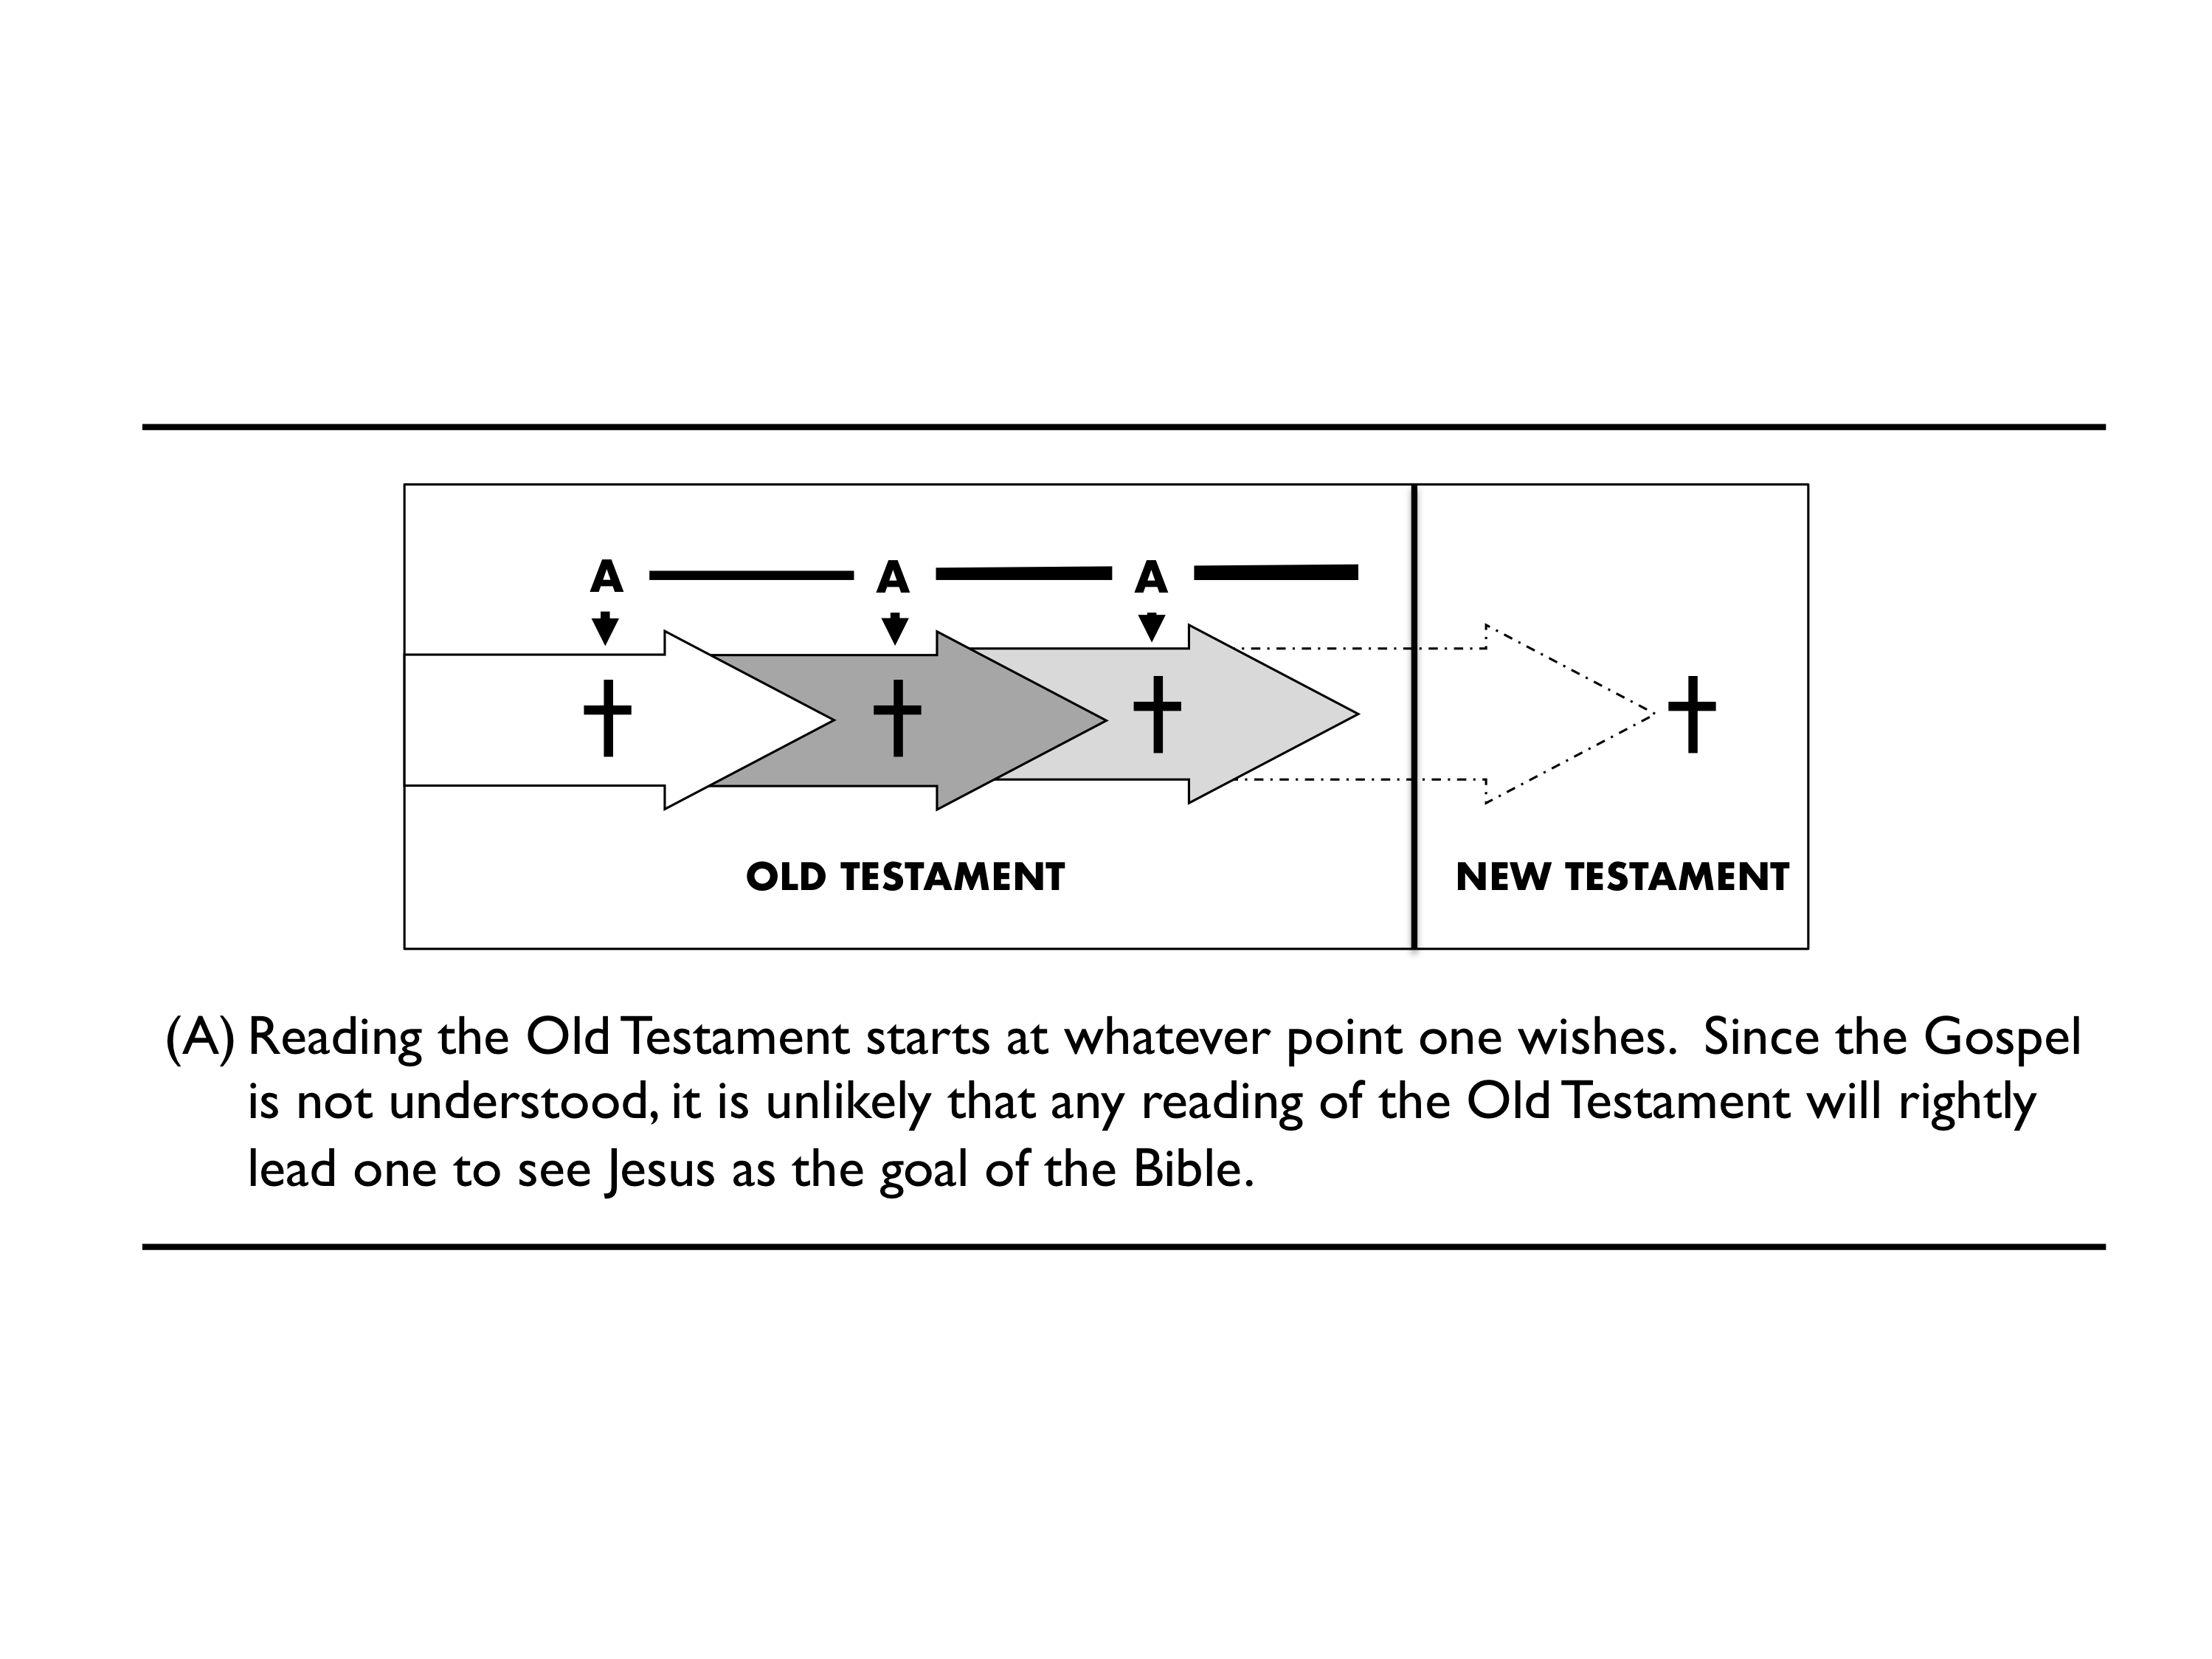 A A A
OLD TESTAMENT NEW TESTAMENT
(A) Reading the Old Testament starts at whatever point one wishes.  Since the Gospel
is not understood, it is unlikely that any reading of the Old Testament will rightly
lead one to see Jesus as the goal of the Bible.